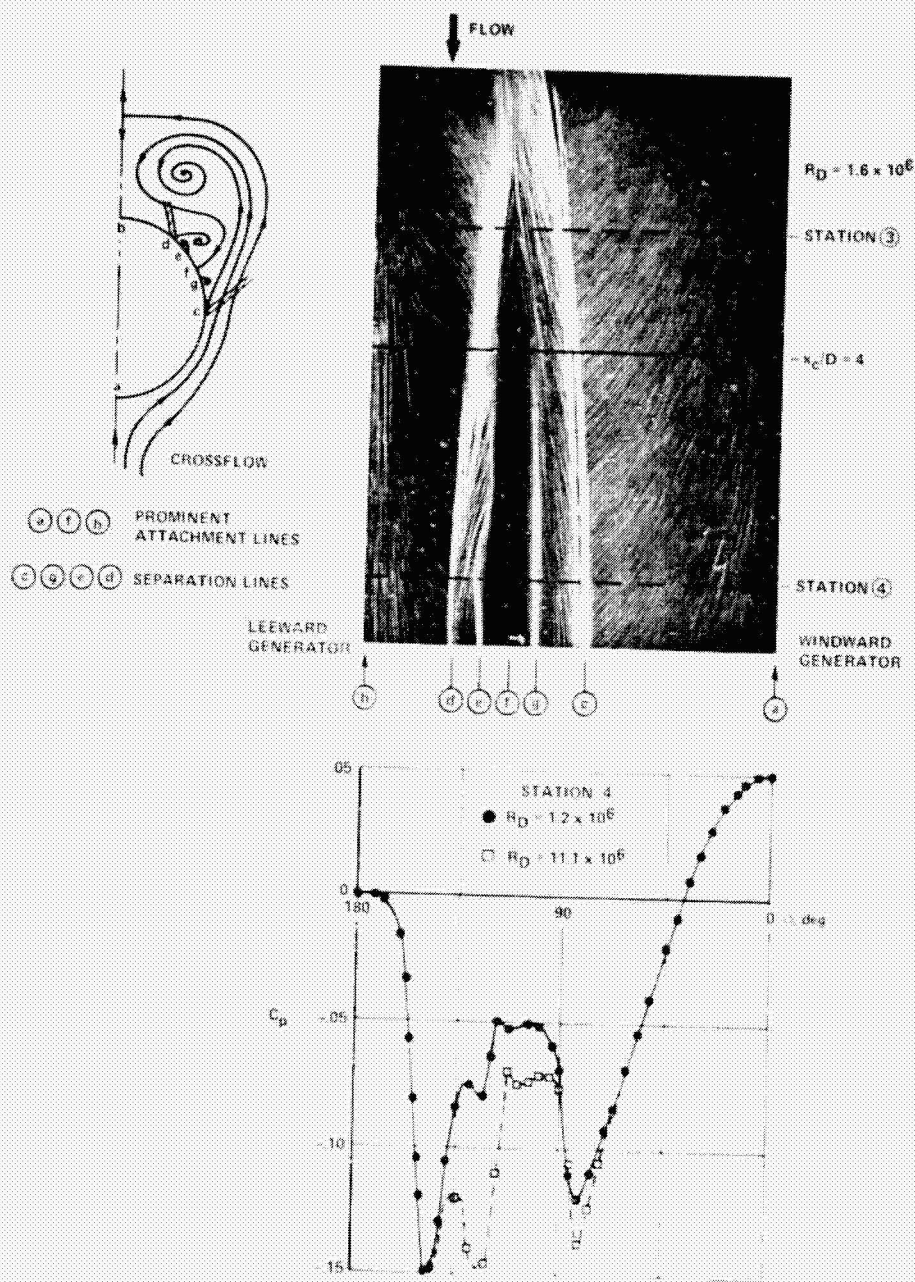 FLOW
R_D = 1.6 x 10^6
STATION ③
x_c/D = 4
b
d
e
f
g
c
a
CROSSFLOW
ⓐ ⓕ ⓑ PROMINENT
ATTACHMENT LINES
ⓒ ⓖ ⓔ ⓓ SEPARATION LINES
STATION ④
LEEWARD
GENERATOR
WINDWARD
GENERATOR
ⓑ ⓓ ⓔ ⓕ ⓖ ⓒ ⓐ
.05
STATION 4
● R_D = 1.2 x 10^6
□ R_D = 11.1 x 10^6
0
180 90 0 deg
C_p
-.05
-.10
-.15